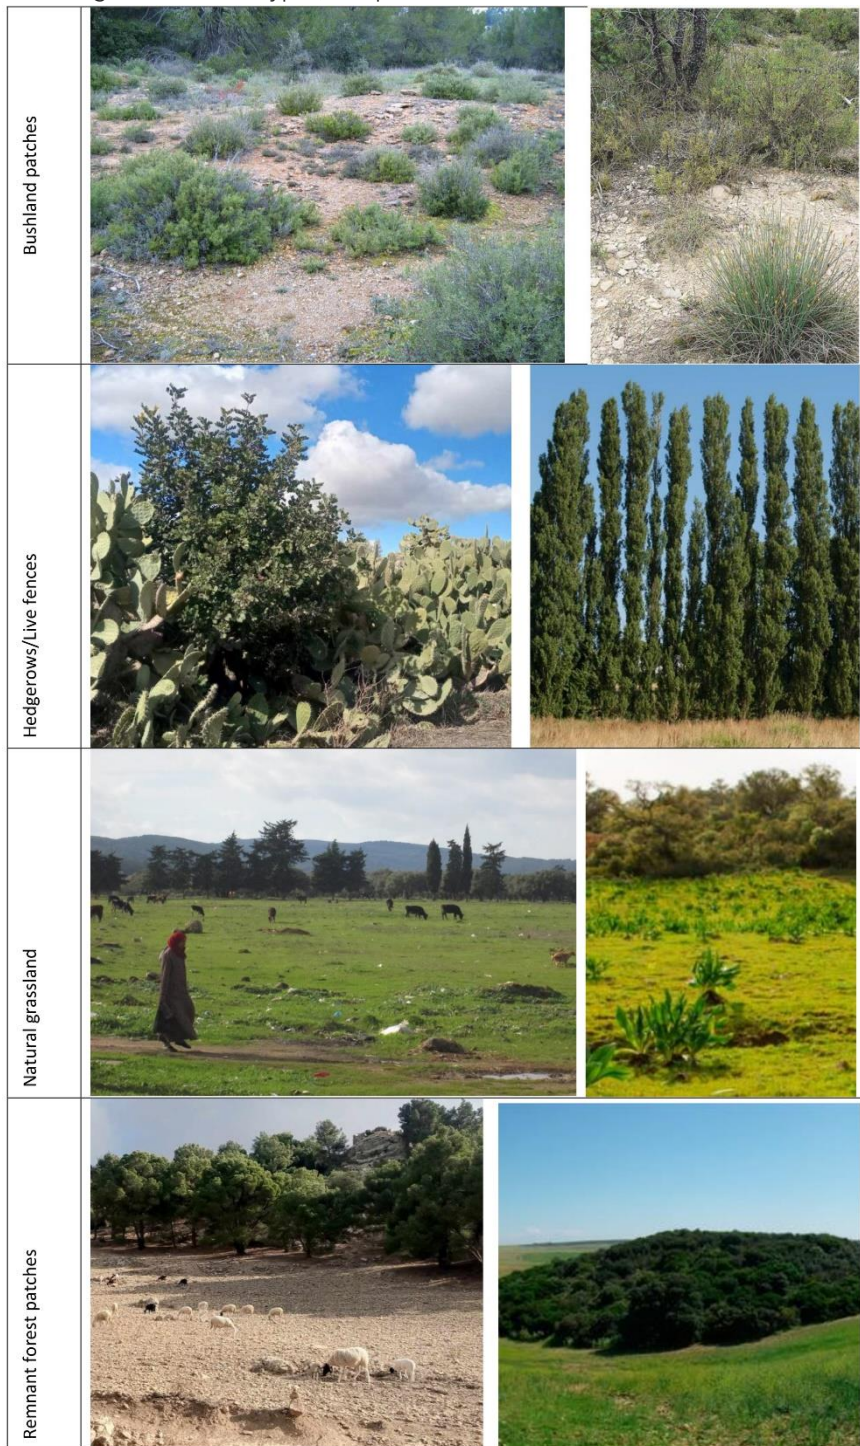 Bushland patches
Hedgerows/Live fences
Natural grassland
Remnant forest patches